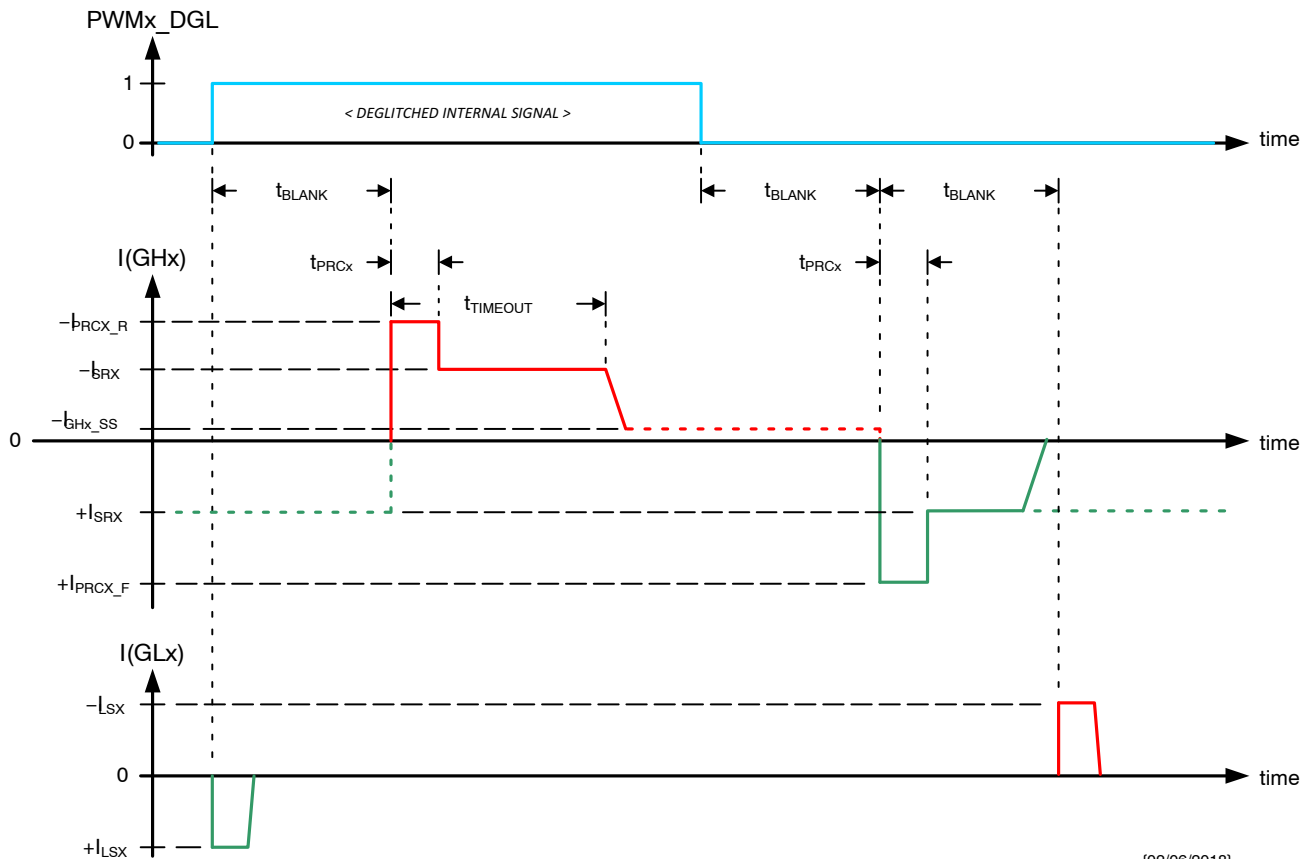 PWMx_DGL
1
< DEGLITCHED INTERNAL SIGNAL >
0
time
tBLANK
tBLANK
tBLANK
I(GHx)
tPRCx
tPRCx
tTIMEOUT
–IPRCX_R
–ISRX
–IGHx_SS
0
time
+ISRX
+IPRCX_F
I(GLx)
–ILSX
0
time
+ILSX